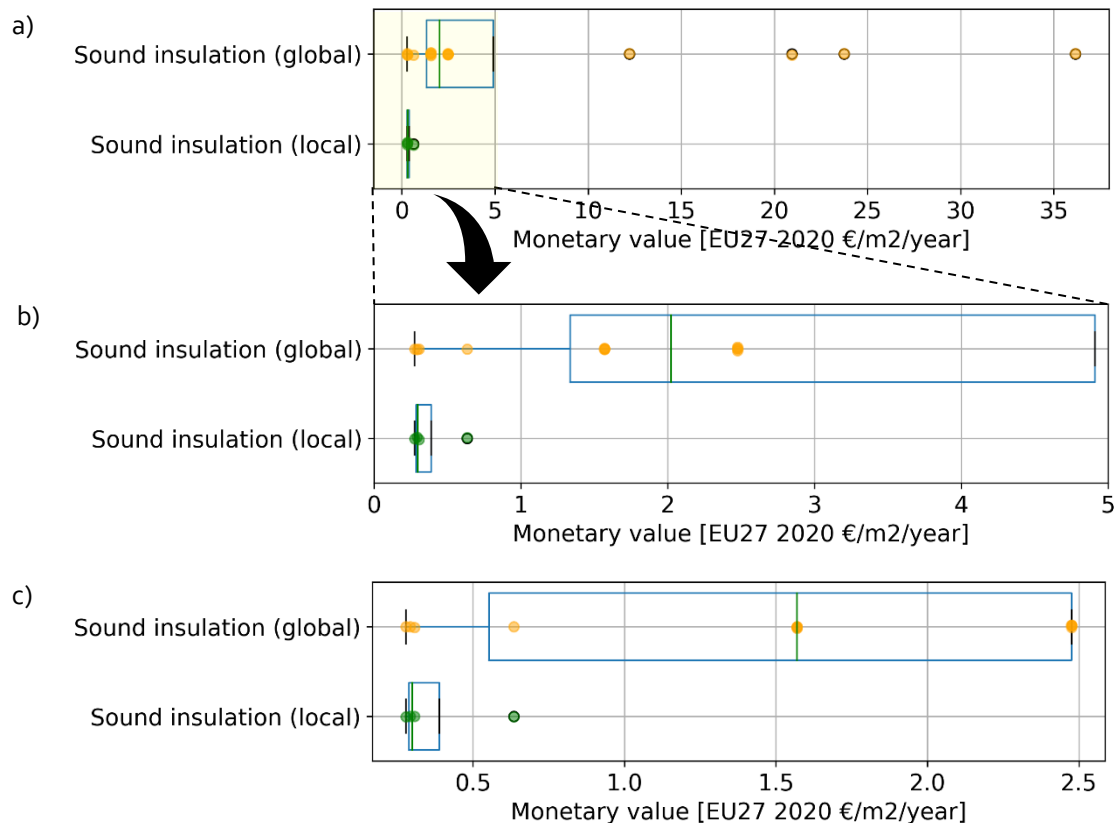 a)
Sound insulation (global)
Sound insulation (local)
0 5 10 15 20 25 30 35
Monetary value [EU27 2020 €/m2/year]
b)
Sound insulation (global)
Sound insulation (local)
0 1 2 3 4 5
Monetary value [EU27 2020 €/m2/year]
c)
Sound insulation (global)
Sound insulation (local)
0.5 1.0 1.5 2.0 2.5
Monetary value [EU27 2020 €/m2/year]